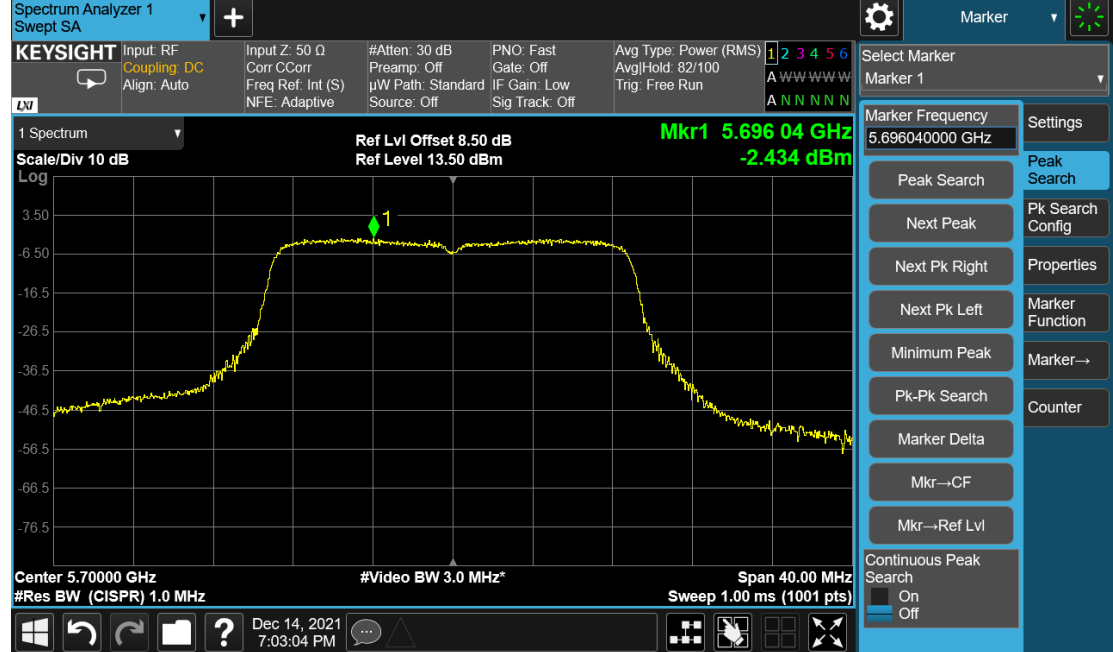 Spectrum Analyzer 1
Swept SA
+
Marker
KEYSIGHT
LXI
Input: RF
Coupling: DC
Align: Auto
Input Z: 50 Ω
Corr CCorr
Freq Ref: Int (S)
NFE: Adaptive
#Atten: 30 dB
Preamp: Off
µW Path: Standard
Source: Off
PNO: Fast
Gate: Off
IF Gain: Low
Sig Track: Off
Avg Type: Power (RMS)
Avg|Hold: 82/100
Trig: Free Run
1 2 3 4 5 6
A W W W W W
A N N N N N
Select Marker
Marker 1
1 Spectrum
Scale/Div 10 dB
Log
Ref Lvl Offset 8.50 dB
Ref Level 13.50 dBm
Mkr1 5.696 04 GHz
-2.434 dBm
1
3.50
-6.50
-16.5
-26.5
-36.5
-46.5
-56.5
-66.5
-76.5
Center 5.70000 GHz
#Res BW (CISPR) 1.0 MHz
#Video BW 3.0 MHz*
Span 40.00 MHz
Sweep 1.00 ms (1001 pts)
Marker Frequency
5.696040000 GHz
Peak Search
Next Peak
Next Pk Right
Next Pk Left
Minimum Peak
Pk-Pk Search
Marker Delta
Mkr→CF
Mkr→Ref Lvl
Continuous Peak
Search
On
Off
Settings
Peak
Search
Pk Search
Config
Properties
Marker
Function
Marker→
Counter
?
Dec 14, 2021
7:03:04 PM